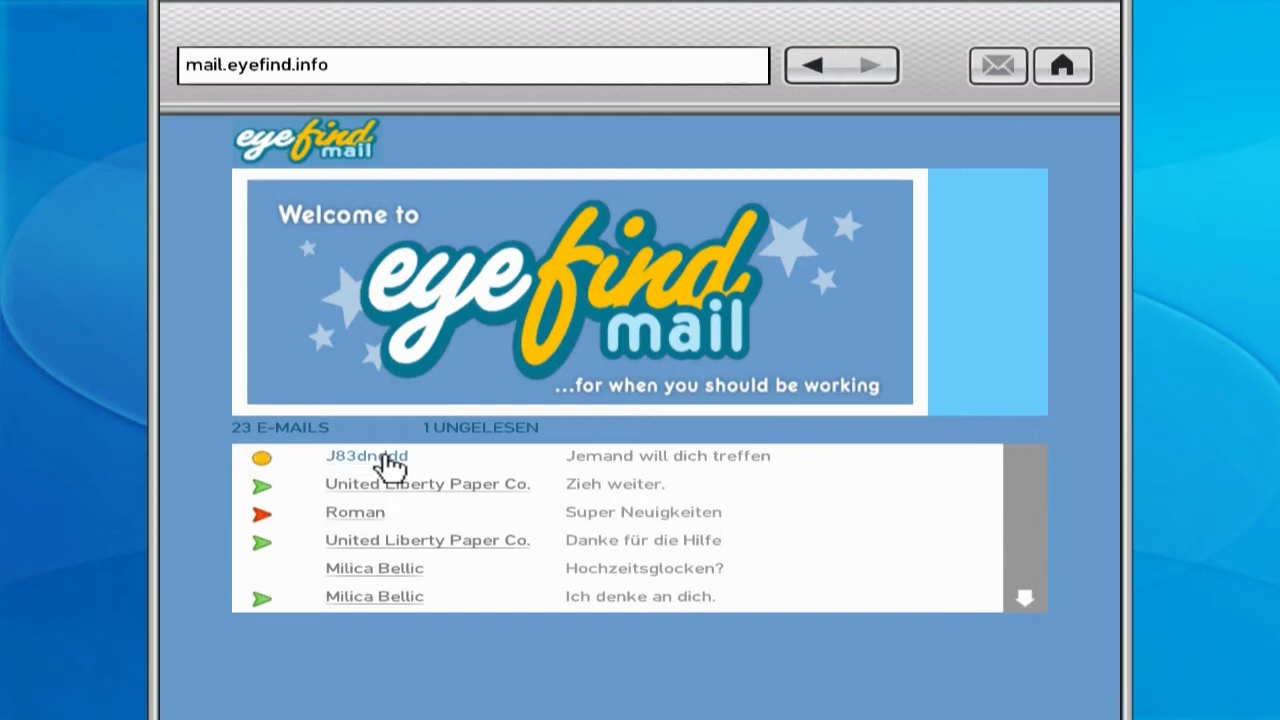 mail.eyefind.info
eyefind mail
Welcome to
eyefind mail
...for when you should be working
23 E-MAILS 1 UNGELESEN
Jemand will dich treffen
United Liberty Paper Co. Zieh weiter.
Roman Super Neuigkeiten
United Liberty Paper Co. Danke für die Hilfe
Milica Bellic Hochzeitsglocken?
Milica Bellic Ich denke an dich.